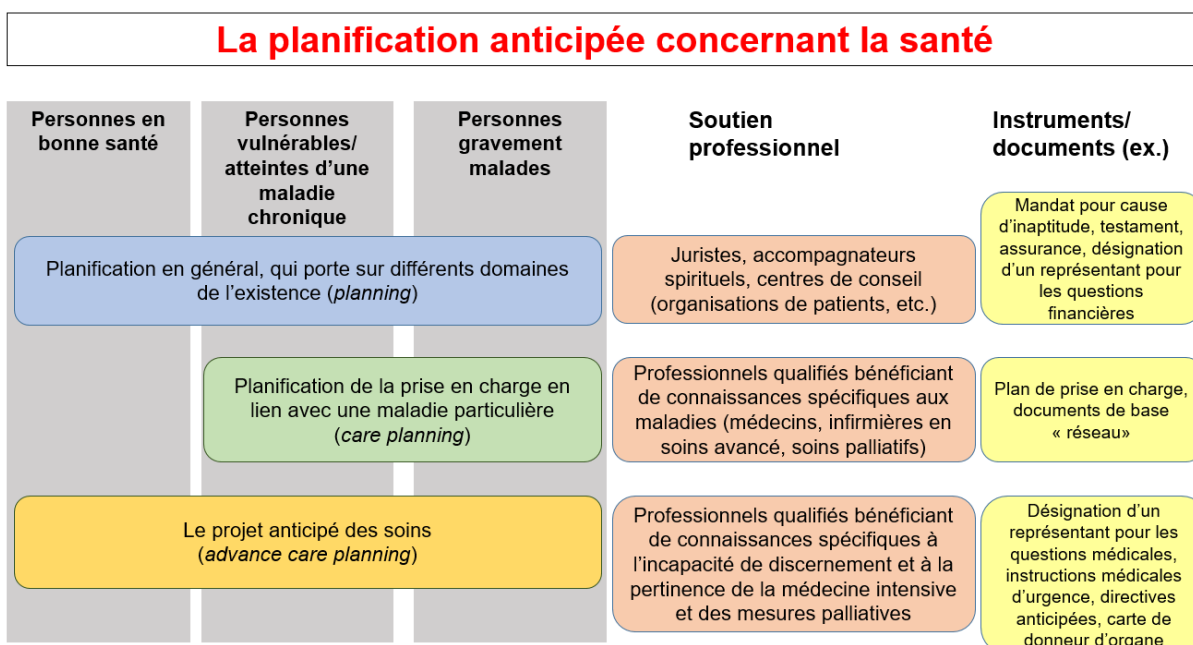 La planification anticipée concernant la santé
Personnes en
bonne santé
Personnes
vulnérables/
atteintes d’une
maladie
chronique
Personnes
gravement
malades
Soutien
professionnel
Instruments/
documents (ex.)
Planification en général, qui porte sur différents domaines
de l’existence (planning)
Juristes, accompagnateurs
spirituels, centres de conseil
(organisations de patients, etc.)
Mandat pour cause
d’inaptitude, testament,
assurance, désignation
d’un représentant pour
les questions
financières
Planification de la prise en charge en
lien avec une maladie particulière
(care planning)
Professionnels qualifiés bénéficiant
de connaissances spécifiques aux
maladies (médecins, infirmières en
soins avancé, soins palliatifs)
Plan de prise en charge,
documents de base
« réseau»
Le projet anticipé des soins
(advance care planning)
Professionnels qualifiés bénéficiant
de connaissances spécifiques à
l’incapacité de discernement et à la
pertinence de la médecine intensive
et des mesures palliatives
Désignation d’un
représentant pour les
questions médicales,
instructions médicales
d’urgence, directives
anticipées, carte de
donneur d’organe